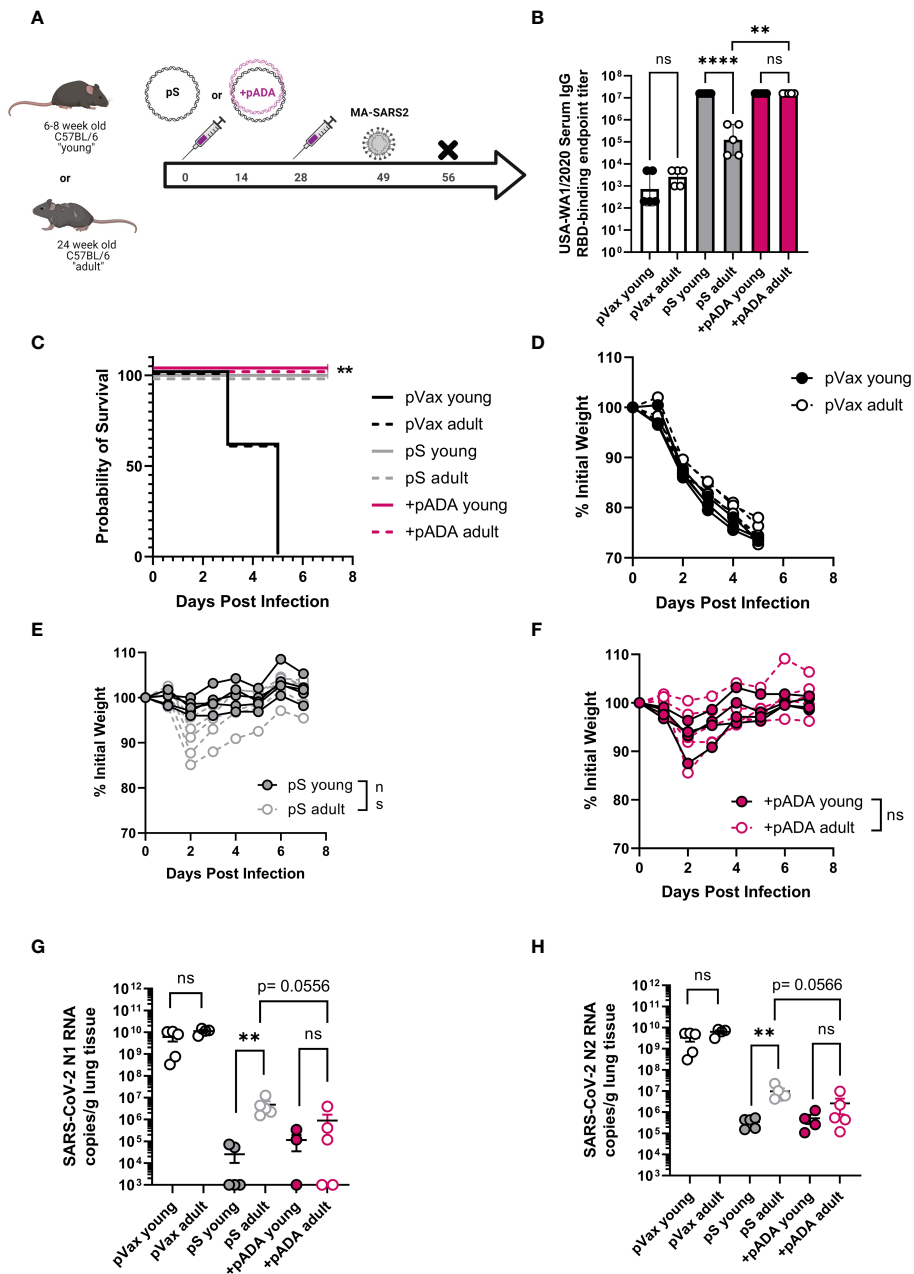 A
6-8 week old
C57BL/6
"young"
or
24 week old
C57BL/6
"adult"
pS
or
+pADA
MA-SARS2
0 14 28 49 56
B
USA-WA1/2020 Serum IgG
RBD-binding endpoint titer
10⁸
10⁷
10⁶
10⁵
10⁴
10³
10²
10¹
10⁰
ns
****
**
ns
pVax young
pVax adult
pS young
pS adult
+pADA young
+pADA adult
C
Probability of Survival
100
50
0
0 2 4 6 8
Days Post Infection
**
pVax young
pVax adult
pS young
pS adult
+pADA young
+pADA adult
D
% Initial Weight
110
100
90
80
70
0 2 4 6 8
Days Post Infection
pVax young
pVax adult
E
% Initial Weight
110
100
90
80
70
0 2 4 6 8
Days Post Infection
pS young
pS adult
n
s
F
% Initial Weight
110
100
90
80
70
0 2 4 6 8
Days Post Infection
+pADA young
+pADA adult
ns
G
SARS-CoV-2 N1 RNA
copies/g lung tissue
10¹²
10¹¹
10¹⁰
10⁹
10⁸
10⁷
10⁶
10⁵
10⁴
10³
ns
**
p= 0.0556
ns
pVax young
pVax adult
pS young
pS adult
+pADA young
+pADA adult
H
SARS-CoV-2 N2 RNA
copies/g lung tissue
10¹²
10¹¹
10¹⁰
10⁹
10⁸
10⁷
10⁶
10⁵
10⁴
10³
ns
**
p= 0.0566
ns
pVax young
pVax adult
pS young
pS adult
+pADA young
+pADA adult